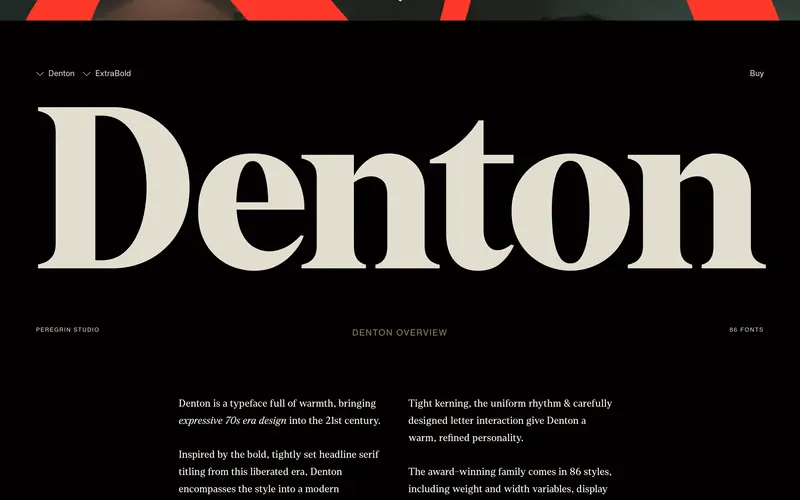 Denton
ExtraBold
Buy
Denton
PEREGRIN STUDIO
DENTON OVERVIEW
86 FONTS
Denton is a typeface full of warmth, bringing
expressive 70s era design into the 21st century.
Inspired by the bold, tightly set headline serif
titling from this liberated era, Denton
encompasses the style into a modern
Tight kerning, the uniform rhythm & carefully
designed letter interaction give Denton a
warm, refined personality.
The award-winning family comes in 86 styles,
including weight and width variables, display